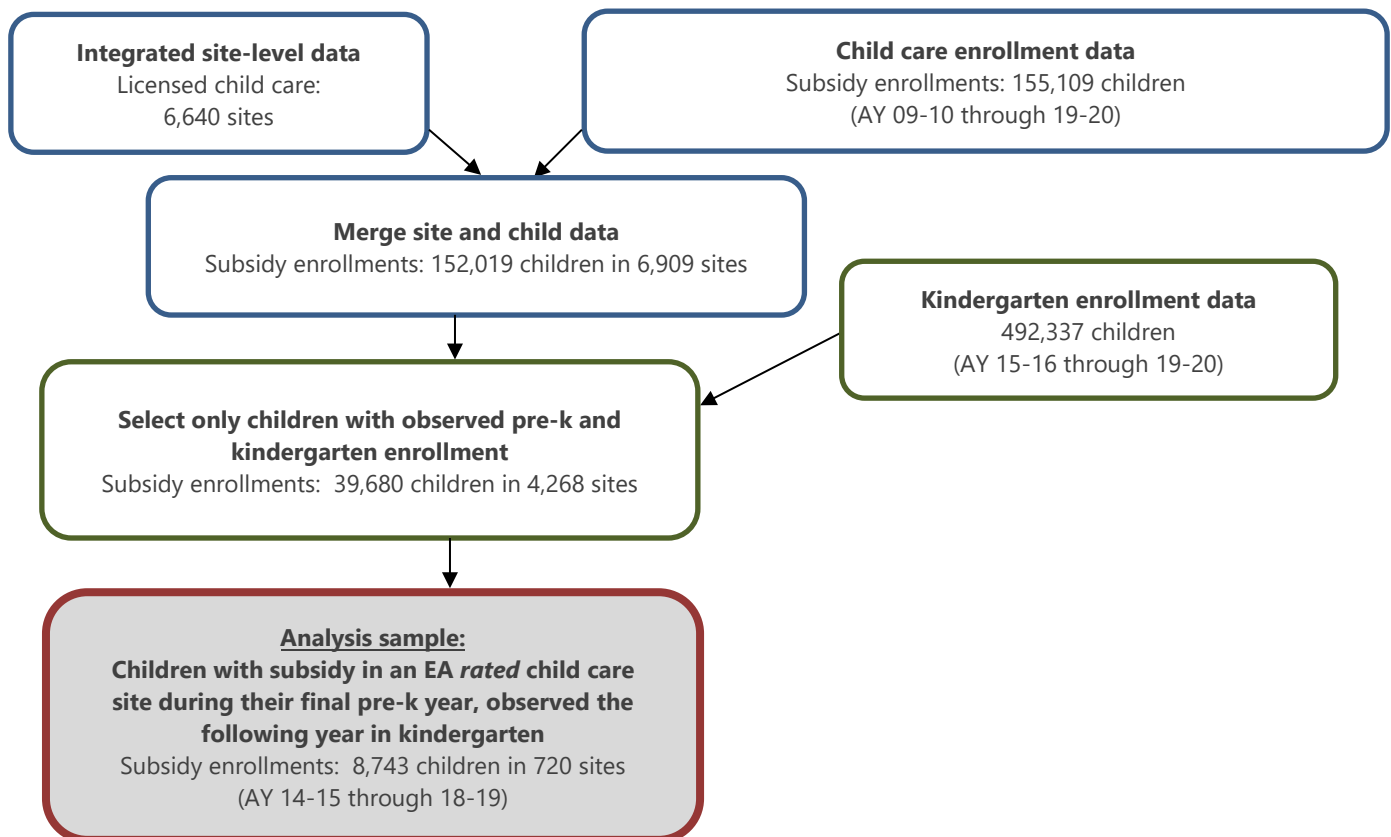 Integrated site-level data
Licensed child care:
6,640 sites
Child care enrollment data
Subsidy enrollments: 155,109 children
(AY 09-10 through 19-20)
Merge site and child data
Subsidy enrollments: 152,019 children in 6,909 sites
Kindergarten enrollment data
492,337 children
(AY 15-16 through 19-20)
Select only children with observed pre-k and
kindergarten enrollment
Subsidy enrollments:  39,680 children in 4,268 sites
Analysis sample:
Children with subsidy in an EA rated child care
site during their final pre-k year, observed the
following year in kindergarten
Subsidy enrollments:  8,743 children in 720 sites
(AY 14-15 through 18-19)